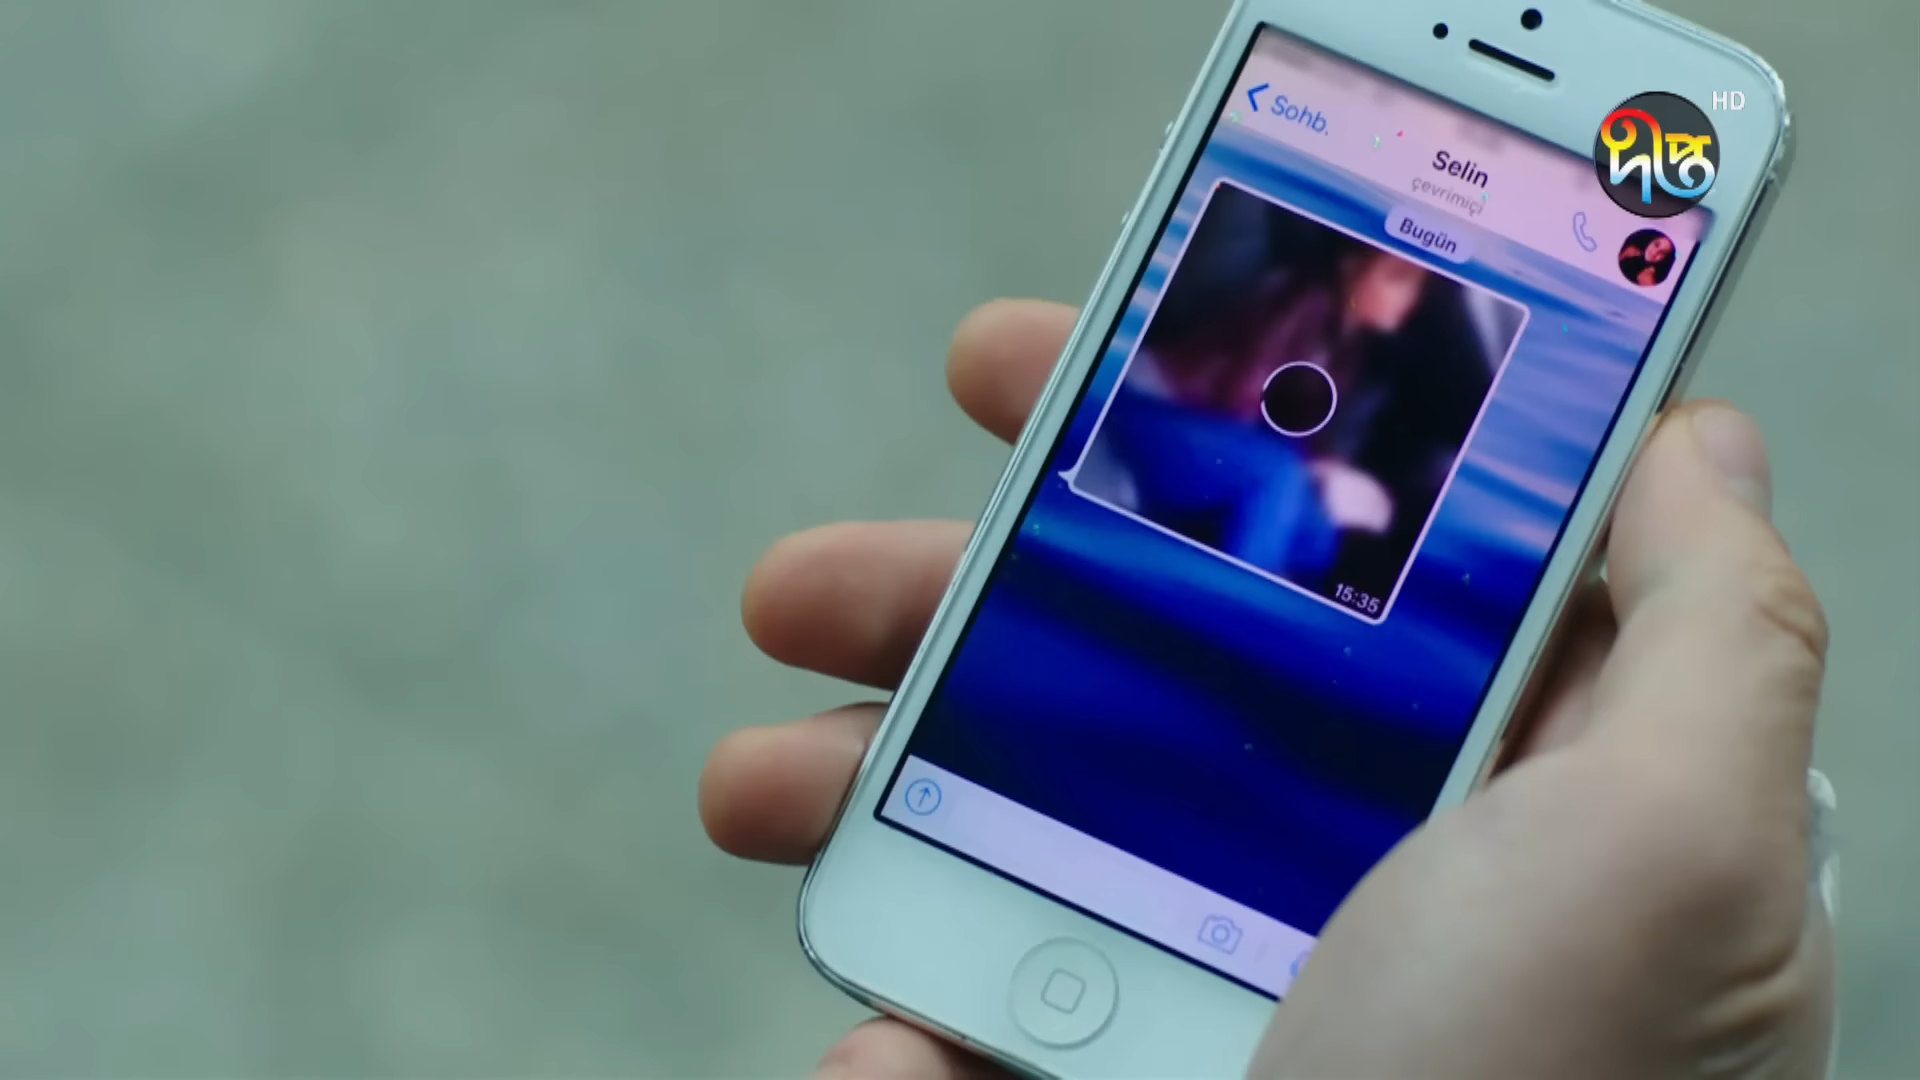 HD
দীপ্ত
Sohb.
Selin
çevrimiçi
Bugün
15:35